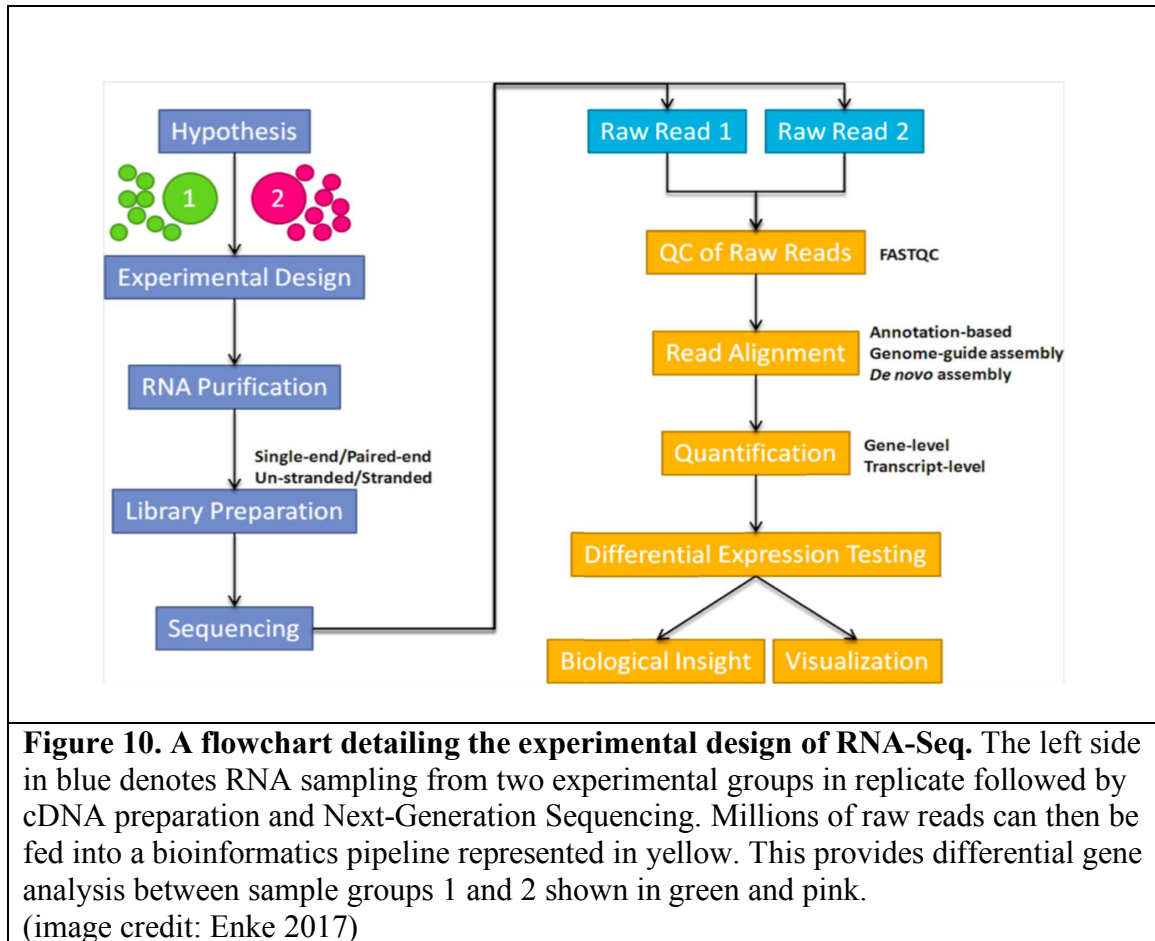 Hypothesis
1
2
Experimental Design
RNA Purification
Single-end/Paired-end
Un-stranded/Stranded
Library Preparation
Sequencing
Raw Read 1
Raw Read 2
QC of Raw Reads
FASTQC
Read Alignment
Annotation-based
Genome-guide assembly
De novo assembly
Quantification
Gene-level
Transcript-level
Differential Expression Testing
Biological Insight
Visualization
Figure 10. A flowchart detailing the experimental design of RNA-Seq. The left side
in blue denotes RNA sampling from two experimental groups in replicate followed by
cDNA preparation and Next-Generation Sequencing. Millions of raw reads can then be
fed into a bioinformatics pipeline represented in yellow. This provides differential gene
analysis between sample groups 1 and 2 shown in green and pink.
(image credit: Enke 2017)